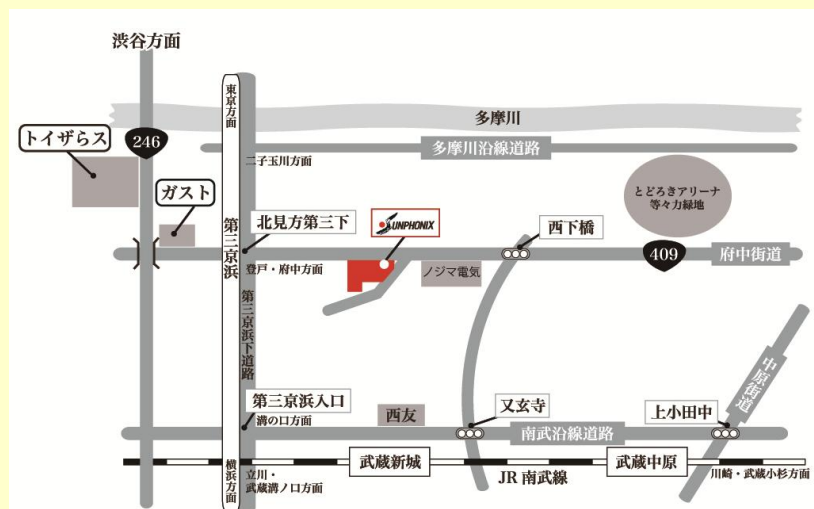 渋谷方面
東京方面
多摩川
トイザらス
246
多摩川沿線道路
二子玉川方面
ガスト
とどろきアリーナ
等々力緑地
第三京浜
北見方第三下
SUNPHONIX
西下橋
409
府中街道
登戸・府中方面
ノジマ電気
第三京浜下道路
中原街道
第三京浜入口
西友
又玄寺
上小田中
溝の口方面
南武沿線道路
横浜方面
武蔵新城
武蔵中原
立川・
武蔵溝ノ口方面
JR 南武線
川崎・武蔵小杉方面